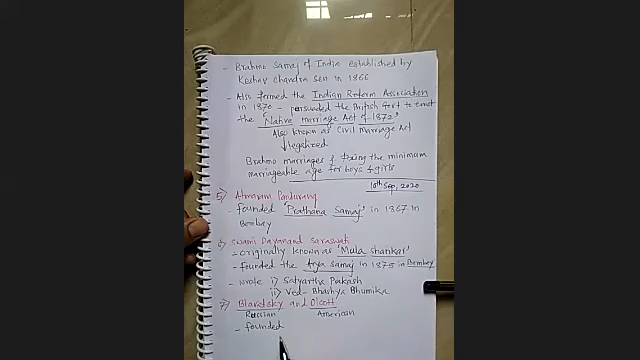 - Brahmo Samaj of India established by
Keshav Chandra Sen in 1866
- Also formed the Indian Reform Association
in 1870 - persuaded the British Govt to enact
the "Native marriage Act of 1872"
Also known as Civil Marriage Act
↓ legalized
Brahmo marriages & fixing the minimum
marriageable age for boys & girls
10th Sep, 2020
5) Atmaram Pandurang
- founded 'Prathana Samaj' in 1867 in
Bombay
6) Swami Dayanand Saraswati
- Originally known as 'Mula Shankar'
- founded the Arya Samaj in 1875 in Bombay
- wrote i) Satyartha Prakash
ii) Ved-Bhashya Bhumika
7) Blavatsky and Olcott
Russian American
- founded